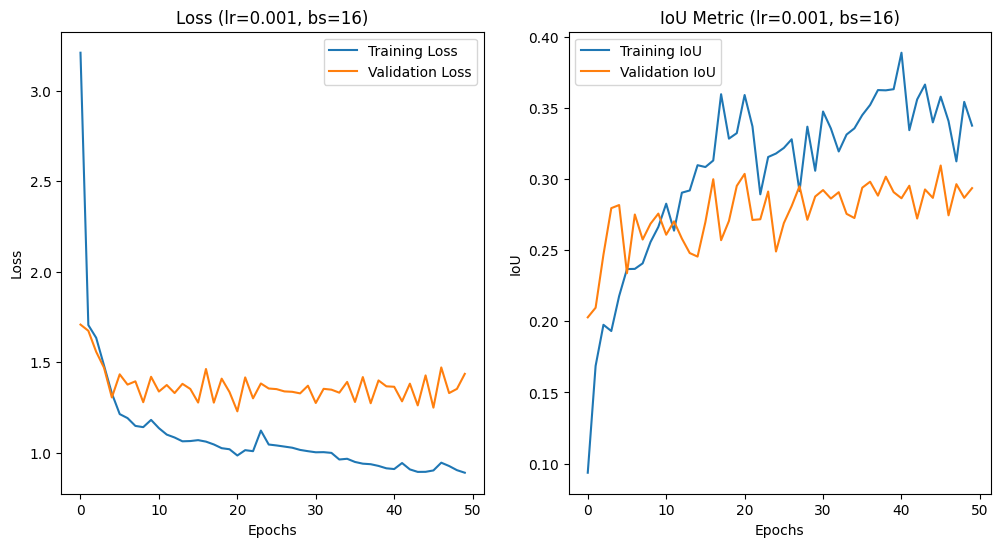 Loss (lr=0.001, bs=16)
Training Loss
Validation Loss
3.0
2.5
2.0
1.5
1.0
Loss
0
10
20
30
40
50
Epochs
IoU Metric (lr=0.001, bs=16)
Training IoU
Validation IoU
0.40
0.35
0.30
0.25
0.20
0.15
0.10
IoU
0
10
20
30
40
50
Epochs